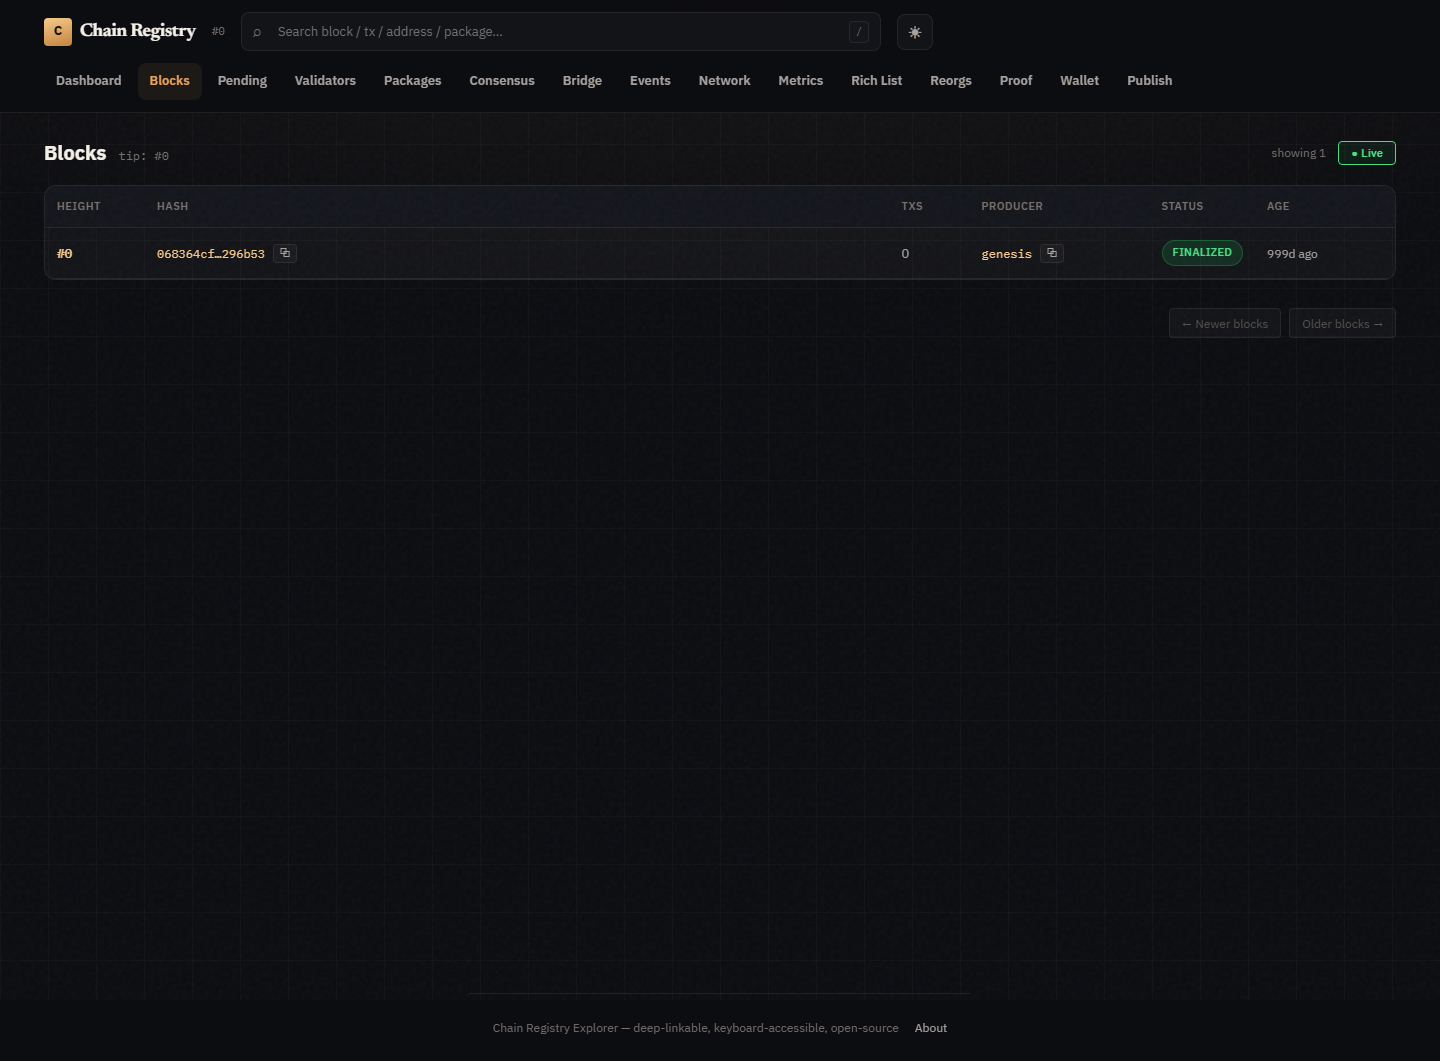 C Chain Registry #0 Search block / tx / address / package... /
Dashboard Blocks Pending Validators Packages Consensus Bridge Events Network Metrics Rich List Reorgs Proof Wallet Publish
Blocks tip: #0 showing 1 Live
HEIGHT HASH TXS PRODUCER STATUS AGE
#0 068364cf…296b53 0 genesis FINALIZED 999d ago
← Newer blocks Older blocks →
Chain Registry Explorer — deep-linkable, keyboard-accessible, open-source About